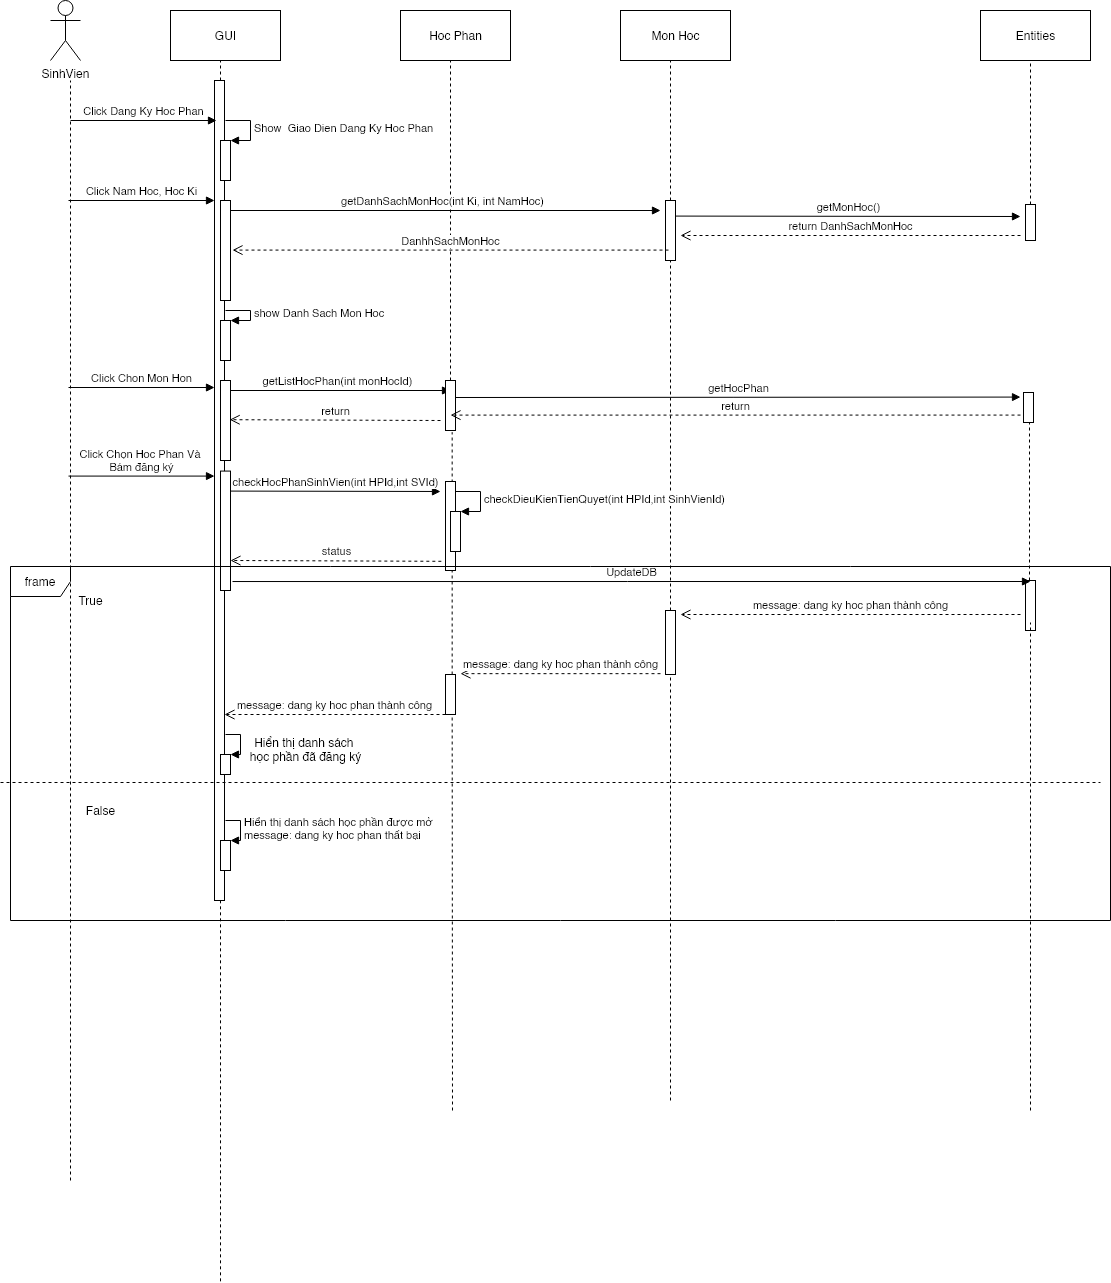 GUI
Hoc Phan
Mon Hoc
Entities
SinhVien
Click Dang Ky Hoc Phan
Show  Giao Dien Dang Ky Hoc Phan
Click Nam Hoc, Hoc Ki
getDanhSachMonHoc(int Ki, int NamHoc)
getMonHoc()
return DanhSachMonHoc
DanhhSachMonHoc
show Danh Sach Mon Hoc
Click Chon Mon Hon
getListHocPhan(int monHocId)
getHocPhan
return
return
Click Chọn Hoc Phan Và
Bám đăng ký
checkHocPhanSinhVien(int HPId,int SVId)
checkDieuKienTienQuyet(int HPId,int SinhVienId)
status
frame
UpdateDB
True
message: dang ky hoc phan thành công
message: dang ky hoc phan thành công
message: dang ky hoc phan thành công
Hiển thị danh sách
học phần đã đăng ký
False
Hiển thị danh sách học phần được mở
message: dang ky hoc phan thất bại